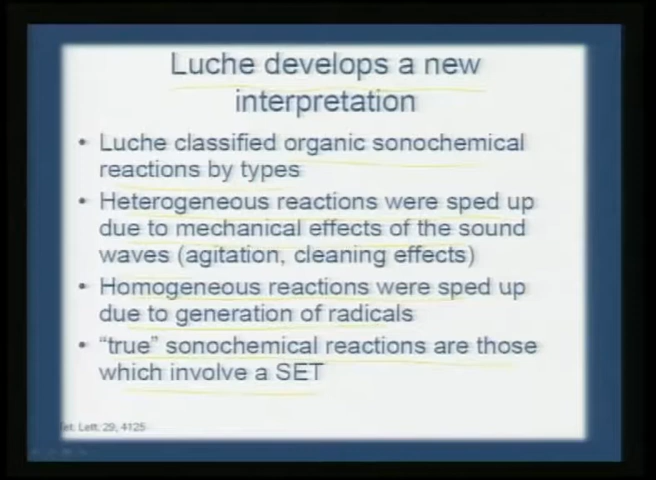 Luche develops a new
interpretation
• Luche classified organic sonochemical
reactions by types
• Heterogeneous reactions were sped up
due to mechanical effects of the sound
waves (agitation, cleaning effects)
• Homogeneous reactions were sped up
due to generation of radicals
• "true" sonochemical reactions are those
which involve a SET
Lett. 29, 4125